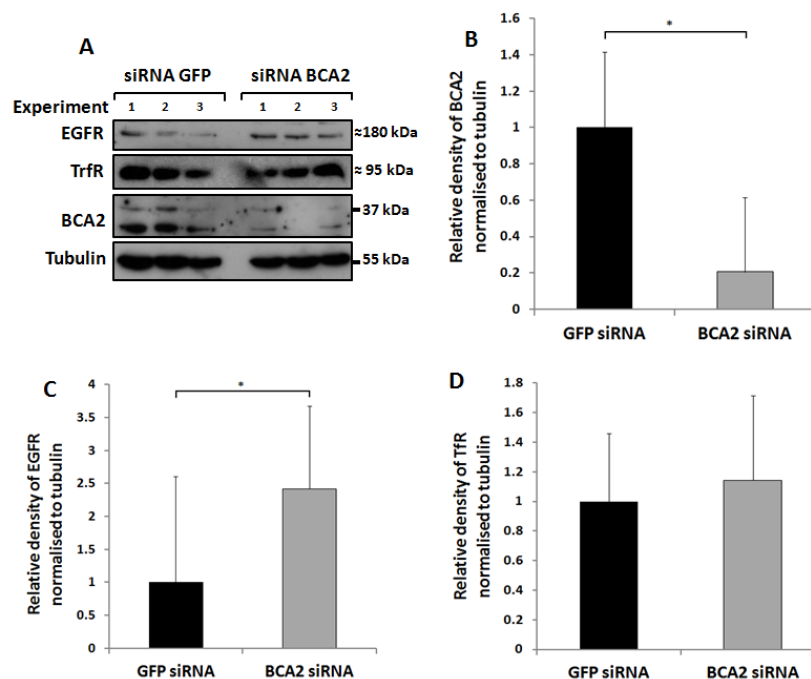 A
siRNA GFP siRNA BCA2
Experiment 1 2 3 1 2 3
EGFR ≈180 kDa
TrfR ≈ 95 kDa
BCA2 37 kDa
Tubulin 55 kDa
B
Relative density of BCA2
normalised to tubulin
1.6
1.4
1.2
1
0.8
0.6
0.4
0.2
0
*
GFP siRNA BCA2 siRNA
C
Relative density of EGFR
normalised to tubulin
4
3.5
3
2.5
2
1.5
1
0.5
0
*
GFP siRNA BCA2 siRNA
D
Relative density of TfR
normalised to tubulin
1.8
1.6
1.4
1.2
1
0.8
0.6
0.4
0.2
0
GFP siRNA BCA2 siRNA